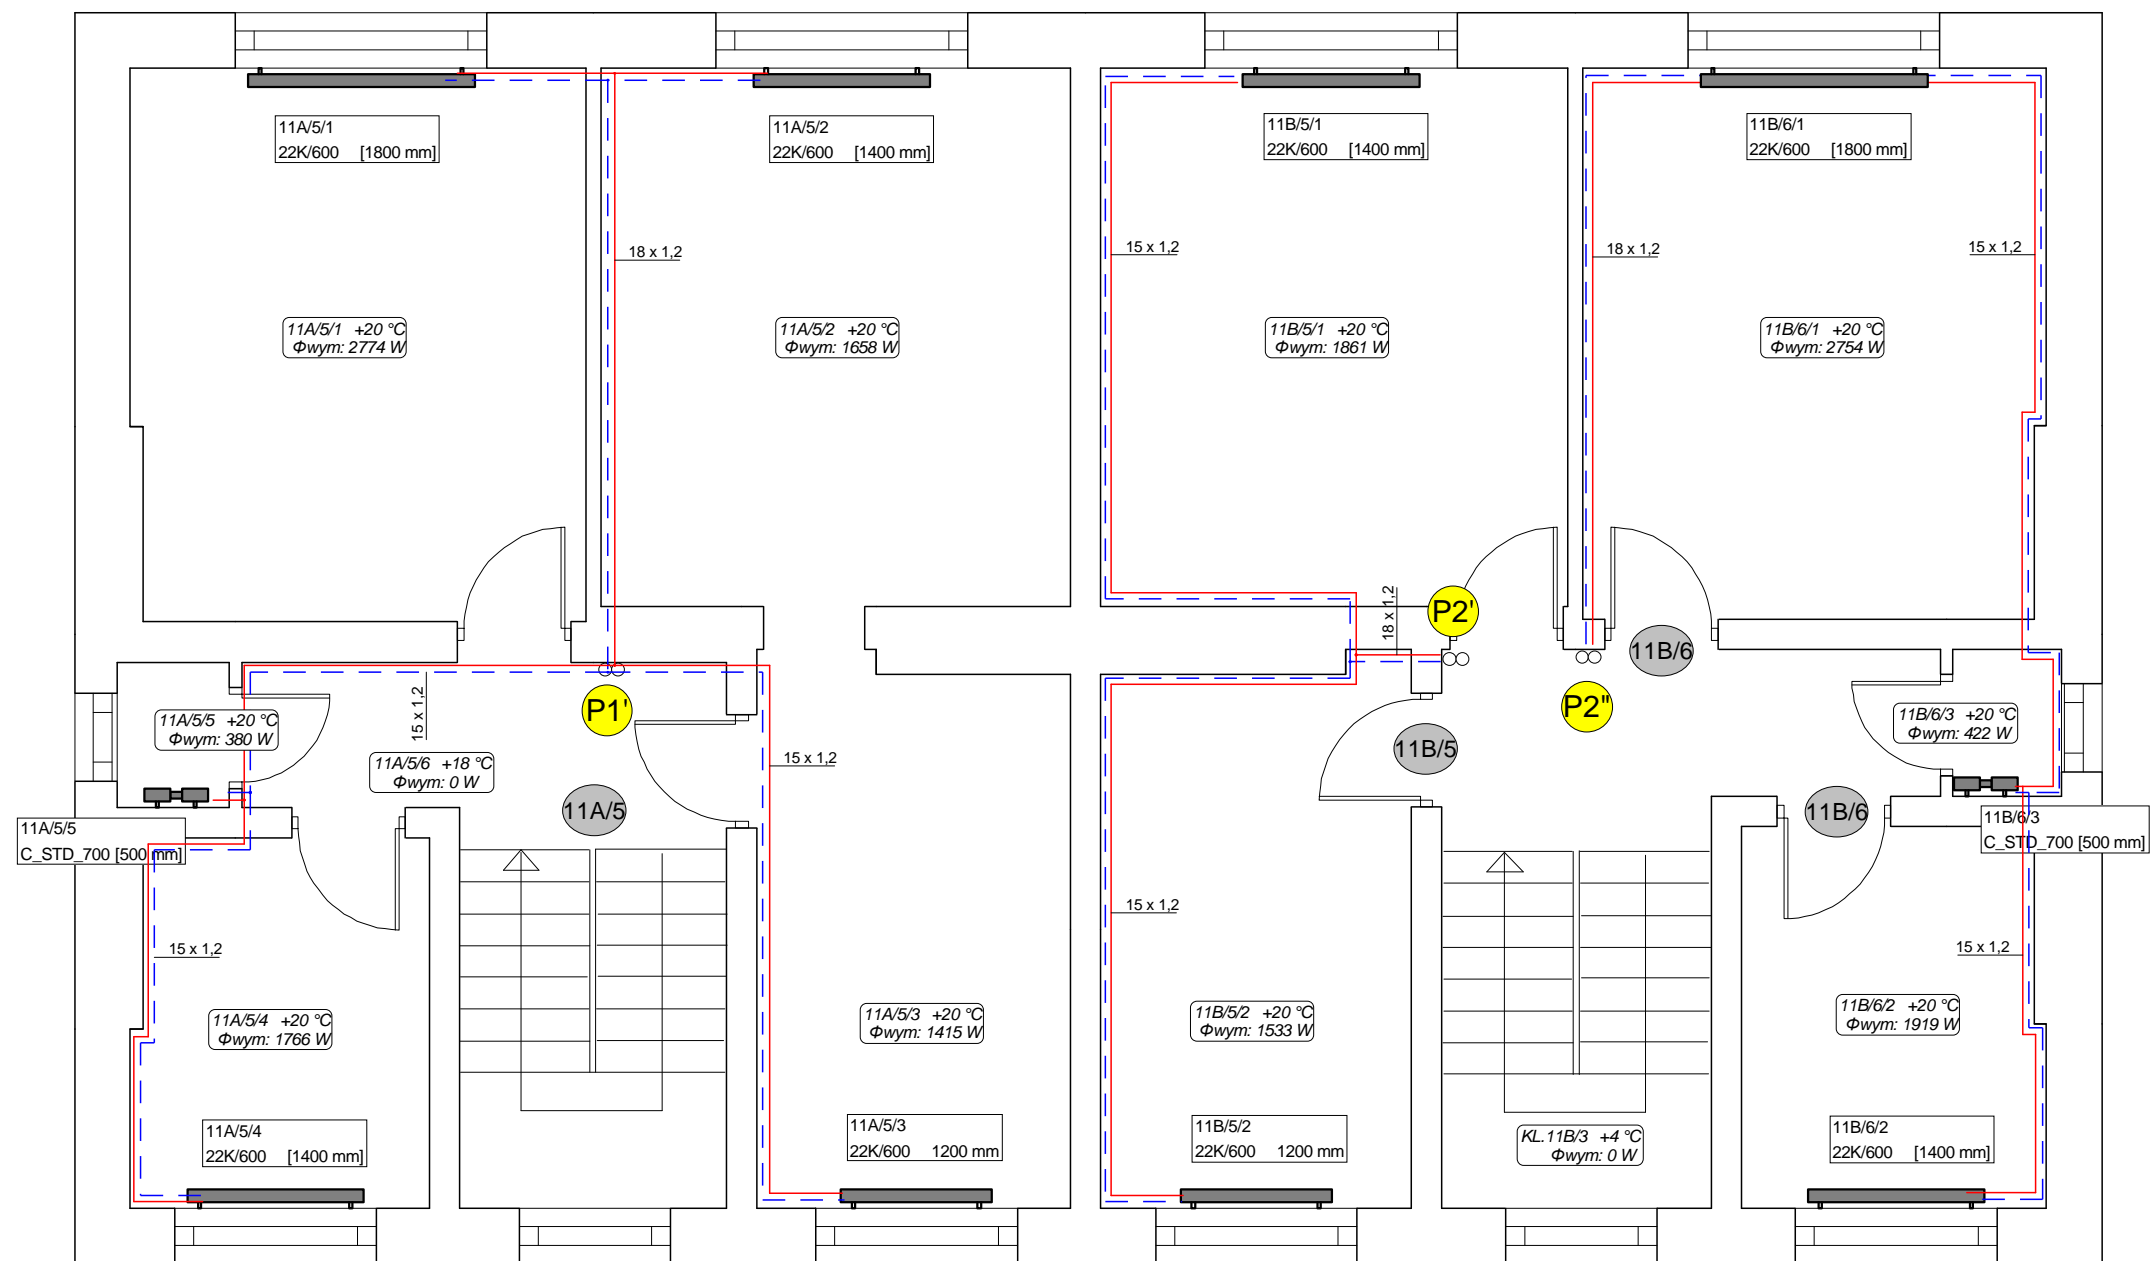 11A/5/1
22K/600 [1800 mm]
11A/5/2
22K/600 [1400 mm]
11B/5/1
22K/600 [1400 mm]
11B/6/1
22K/600 [1800 mm]
18 x 1,2
15 x 1,2
18 x 1,2
15 x 1,2
11A/5/1 +20 °C
Φwym: 2774 W
11A/5/2 +20 °C
Φwym: 1658 W
11B/5/1 +20 °C
Φwym: 1861 W
11B/6/1 +20 °C
Φwym: 2754 W
18 x 1,2
P2'
11B/6
15 x 1,2
P1'
P2"
11A/5/5 +20 °C
Φwym: 380 W
11B/6/3 +20 °C
Φwym: 422 W
11A/5/6 +18 °C
Φwym: 0 W
15 x 1,2
11B/5
11A/5
11B/6
11A/5/5
C_STD_700 [500 mm]
11B/6/3
C_STD_700 [500 mm]
15 x 1,2
15 x 1,2
15 x 1,2
11A/5/4 +20 °C
Φwym: 1766 W
11A/5/3 +20 °C
Φwym: 1415 W
11B/5/2 +20 °C
Φwym: 1533 W
11B/6/2 +20 °C
Φwym: 1919 W
11A/5/4
22K/600 [1400 mm]
11A/5/3
22K/600 1200 mm
11B/5/2
22K/600 1200 mm
KL.11B/3 +4 °C
Φwym: 0 W
11B/6/2
22K/600 [1400 mm]